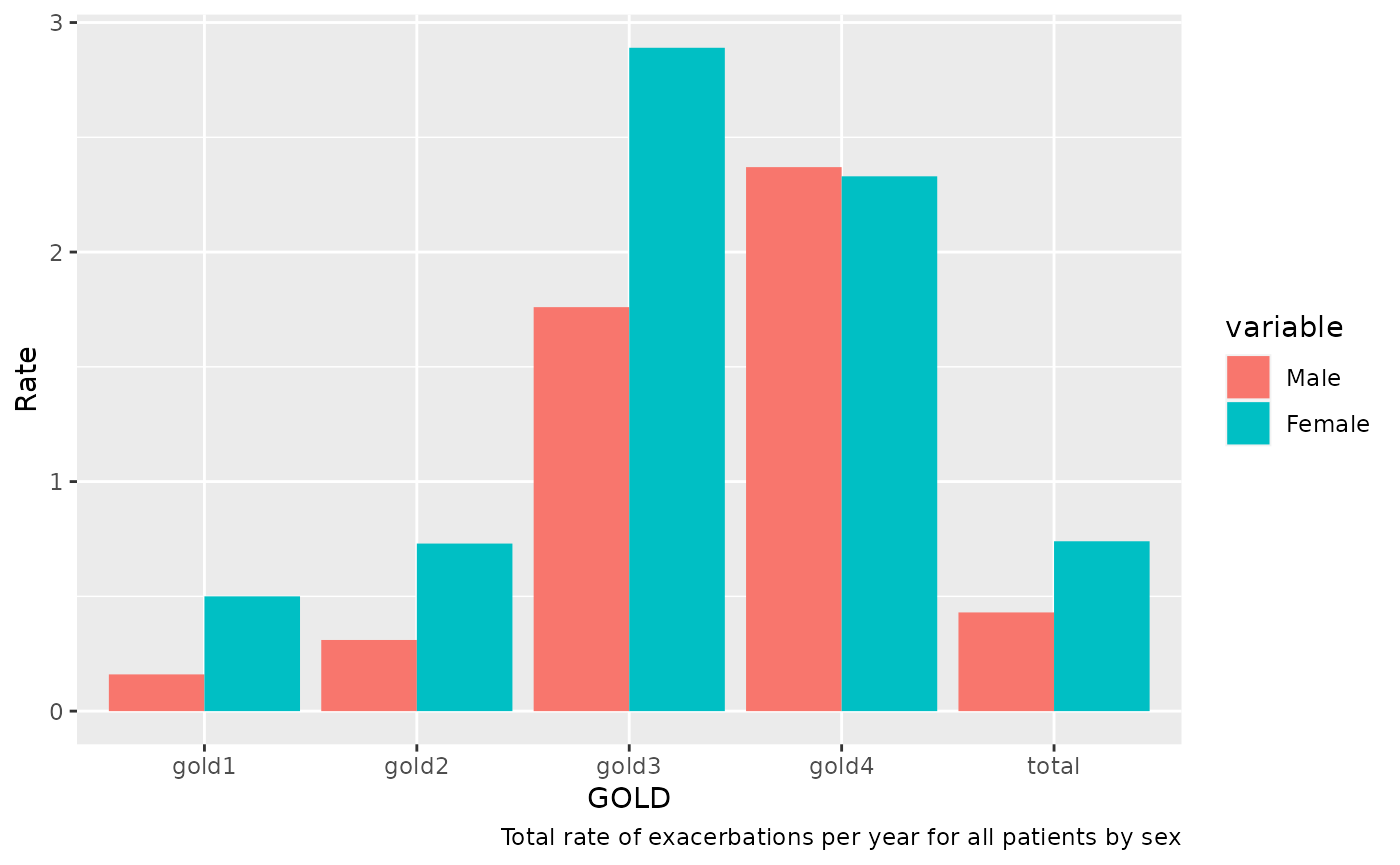 3
2
1
0
Rate
gold1 gold2 gold3 gold4 total
GOLD
Total rate of exacerbations per year for all patients by sex
variable
Male
Female